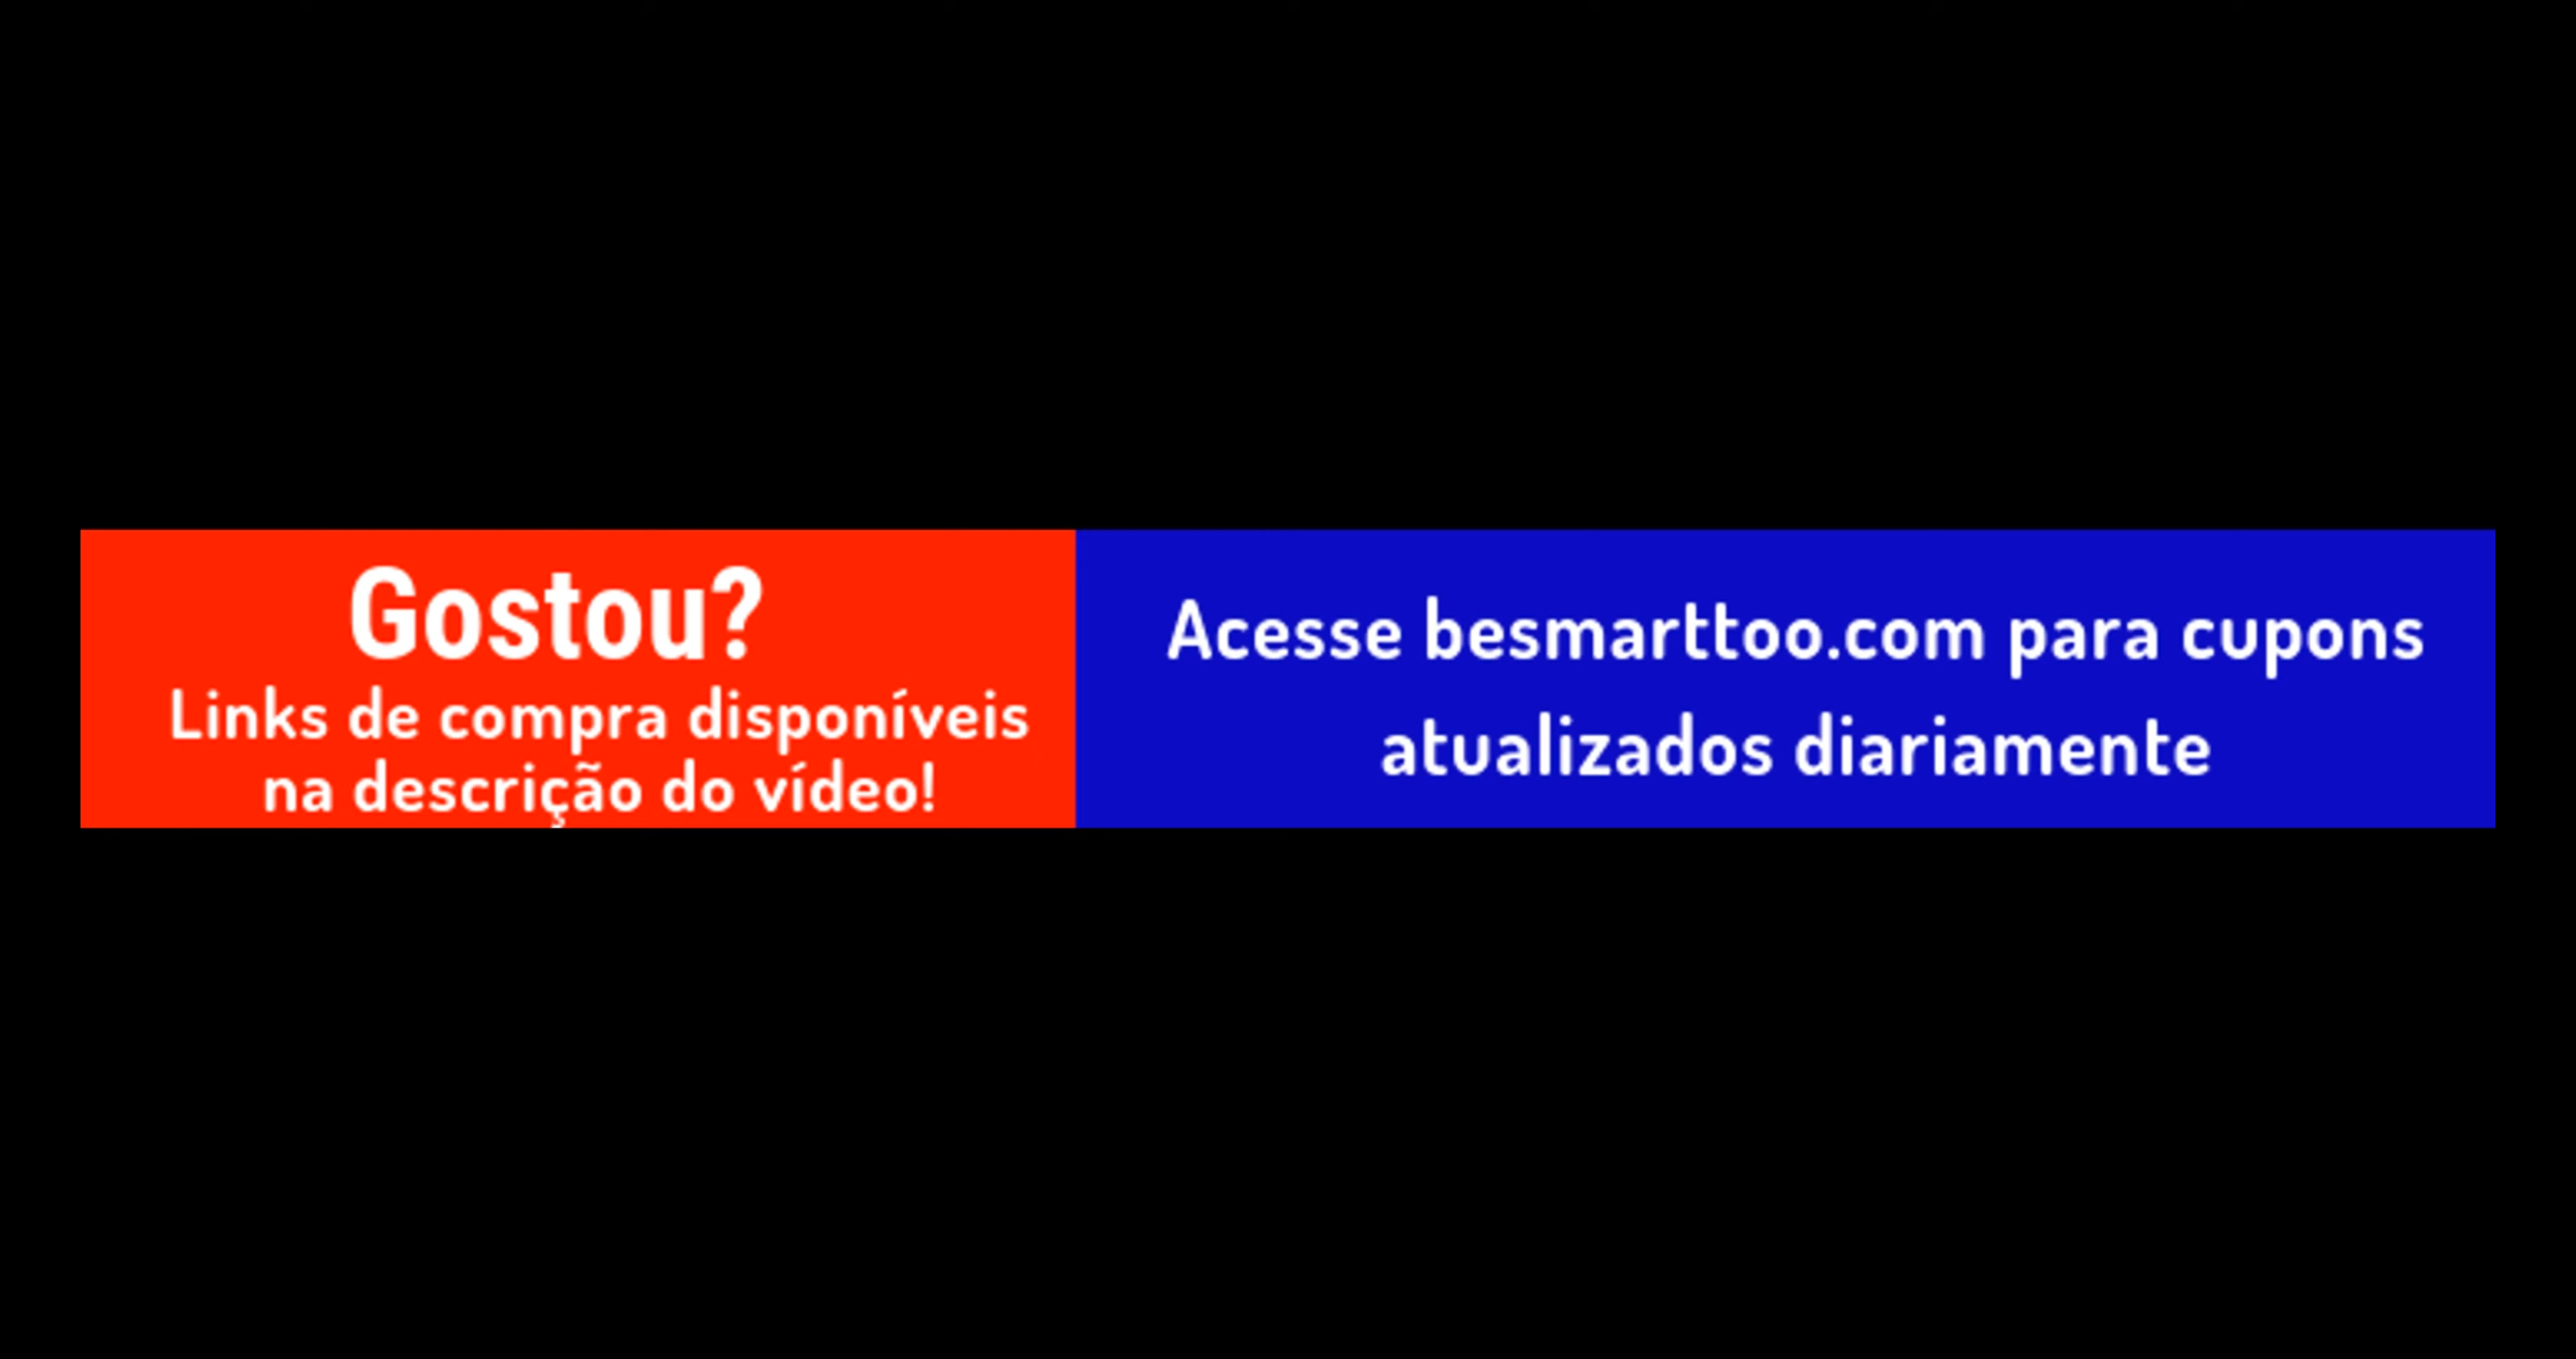 Gostou?
Links de compra disponíveis
na descrição do vídeo!
Acesse besmarttoo.com para cupons
atualizados diariamente